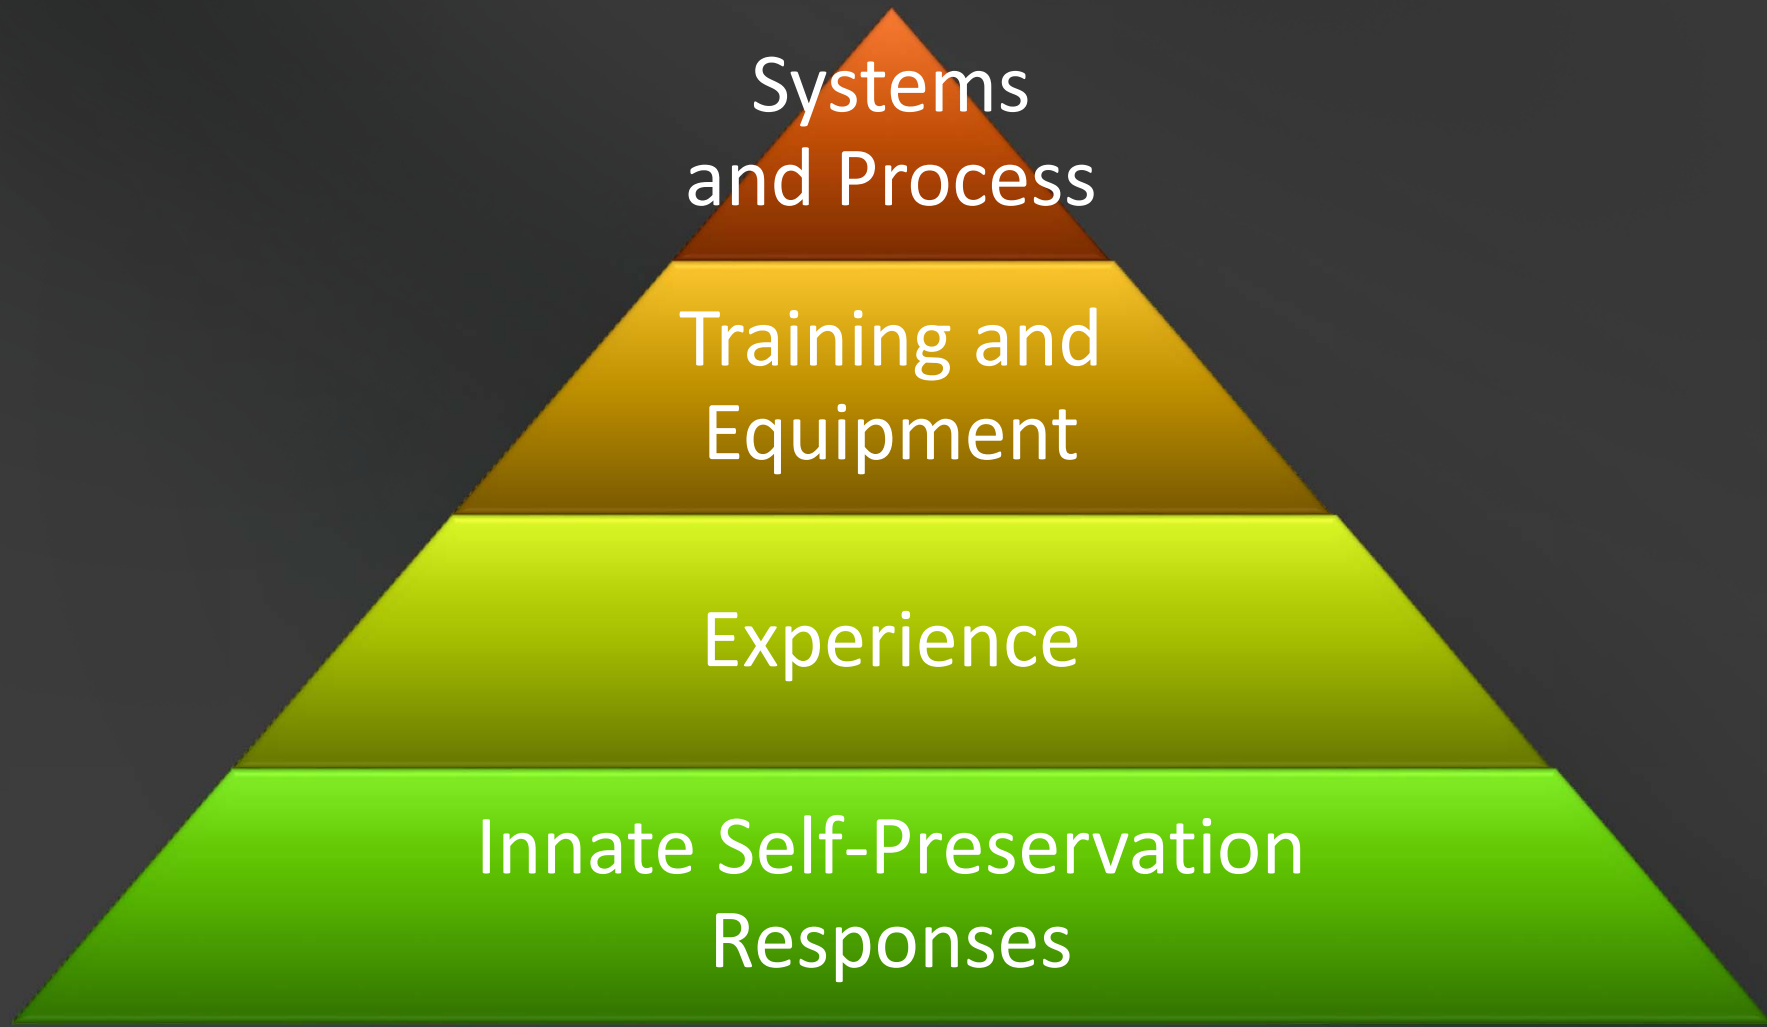 Systems
and Process
Training and
Equipment
Experience
Innate Self-Preservation
Responses